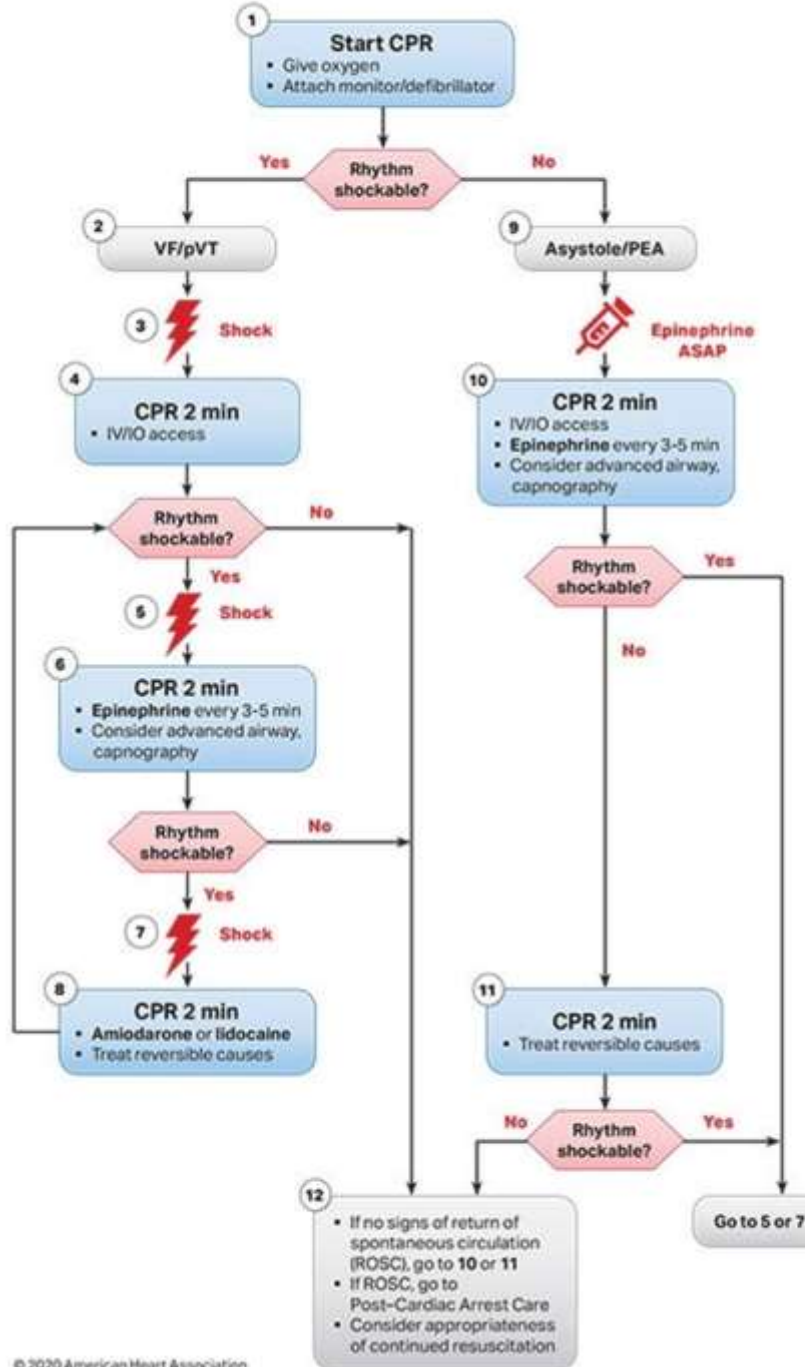 1
Start CPR
• Give oxygen
• Attach monitor/defibrillator
Yes
Rhythm
shockable?
No
2
VF/pVT
9
Asystole/PEA
3
Shock
Epinephrine
ASAP
4
CPR 2 min
• IV/IO access
10
CPR 2 min
• IV/IO access
• Epinephrine every 3-5 min
• Consider advanced airway,
capnography
Rhythm
shockable?
No
Yes
Rhythm
shockable?
Yes
No
5
Shock
6
CPR 2 min
• Epinephrine every 3-5 min
• Consider advanced airway,
capnography
Rhythm
shockable?
No
Yes
7
Shock
8
CPR 2 min
• Amiodarone or lidocaine
• Treat reversible causes
11
CPR 2 min
• Treat reversible causes
No
Rhythm
shockable?
Yes
12
• If no signs of return of
spontaneous circulation
(ROSC), go to 10 or 11
• If ROSC, go to
Post–Cardiac Arrest Care
• Consider appropriateness
of continued resuscitation
Go to 5 or 7
© 2020 American Heart Association